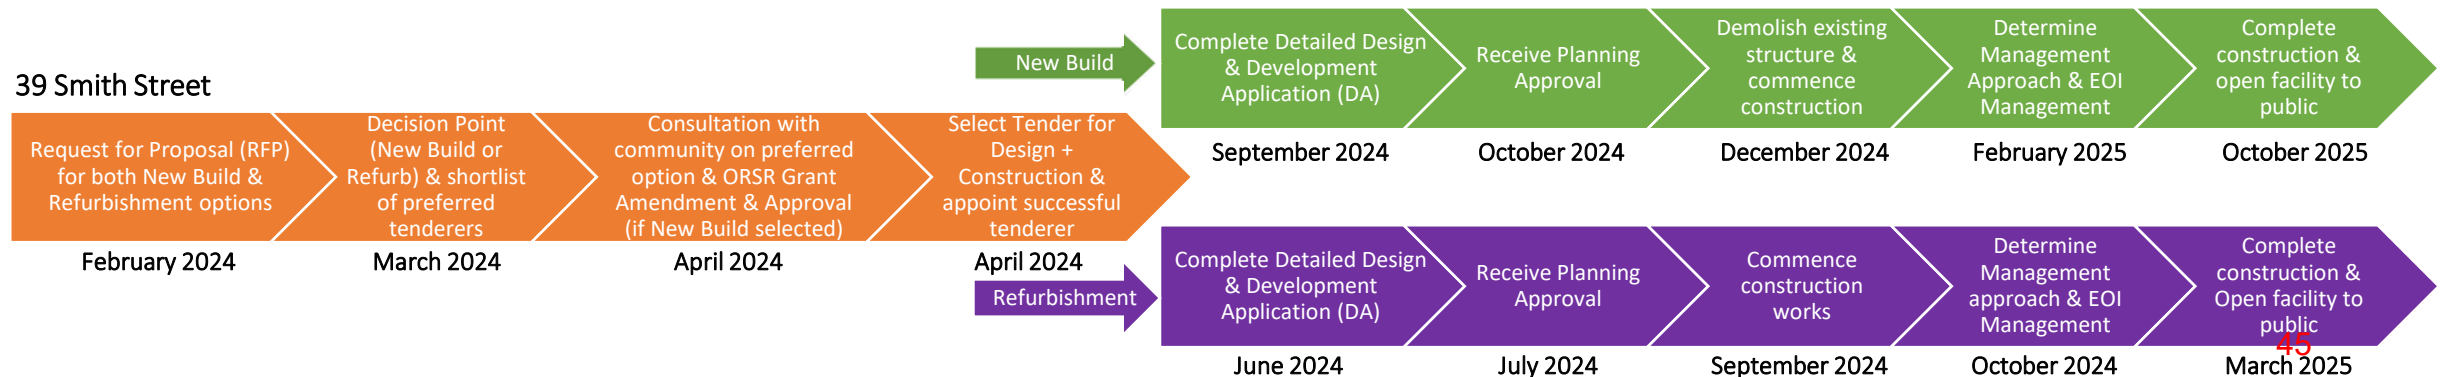 39 Smith Street
Request for Proposal (RFP)
for both New Build &
Refurbishment options
February 2024
Decision Point
(New Build or
Refurb) & shortlist
of preferred
tenderers
March 2024
Consultation with
community on preferred
option & ORSR Grant
Amendment & Approval
(if New Build selected)
April 2024
Select Tender for
Design +
Construction &
appoint successful
tenderer
April 2024
New Build
Complete Detailed Design
& Development
Application (DA)
September 2024
Receive Planning
Approval
October 2024
Demolish existing
structure &
commence
construction
December 2024
Determine
Management
Approach & EOI
Management
February 2025
Complete
construction &
open facility to
public
October 2025
Refurbishment
Complete Detailed Design
& Development
Application (DA)
June 2024
Receive Planning
Approval
July 2024
Commence
construction
works
September 2024
Determine
Management
approach & EOI
Management
October 2024
Complete
construction &
Open facility to
public
March 2025
45